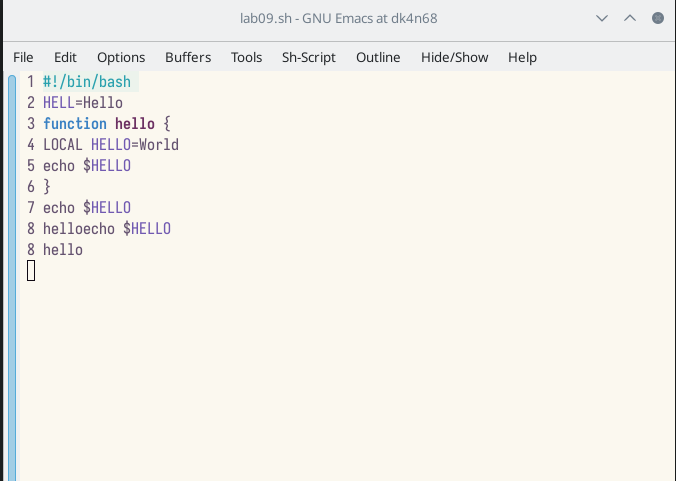 lab09.sh - GNU Emacs at dk4n68
File Edit Options Buffers Tools Sh-Script Outline Hide/Show Help
1 #!/bin/bash
2 HELL=Hello
3 function hello {
4 LOCAL HELLO=World
5 echo $HELLO
6 }
7 echo $HELLO
8 helloecho $HELLO
8 hello